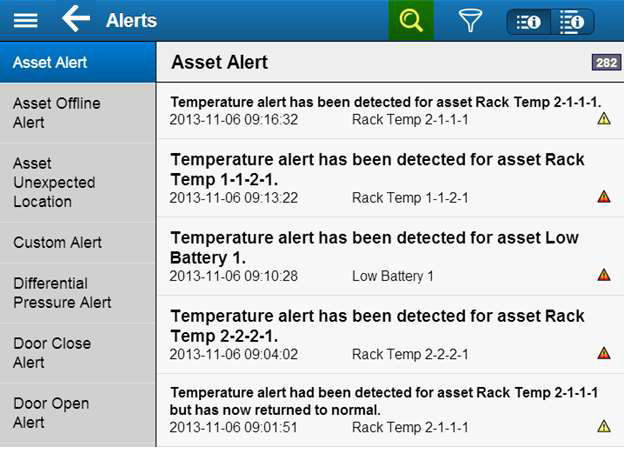 Alerts
Asset Alert
Asset Offline
Alert
Asset
Unexpected
Location
Custom Alert
Differential
Pressure Alert
Door Close
Alert
Door Open
Alert
Asset Alert 282
Temperature alert has been detected for asset Rack Temp 2-1-1-1.
2013-11-06 09:16:32 Rack Temp 2-1-1-1
Temperature alert has been detected for asset Rack
Temp 1-1-2-1.
2013-11-06 09:13:22 Rack Temp 1-1-2-1
Temperature alert has been detected for asset Low
Battery 1.
2013-11-06 09:10:28 Low Battery 1
Temperature alert has been detected for asset Rack
Temp 2-2-2-1.
2013-11-06 09:04:02 Rack Temp 2-2-2-1
Temperature alert had been detected for asset Rack Temp 2-1-1-1
but has now returned to normal.
2013-11-06 09:01:51 Rack Temp 2-1-1-1